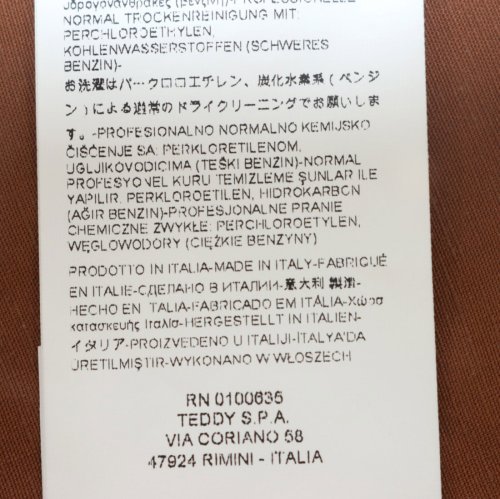 υδρογονάνθρακες (βενζίνη)-PROFESSIONELLE
NORMAL TROCKENREINIGUNG MIT:
PERCHLOROETHYLEN,
KOHLENWASSERSTOFFEN (SCHWERES
BENZIN)-
お洗濯はパークロロエチレン、炭化水素系 (ベンジ
ン)による通常のドライクリーニングでお願いしま
す。-PROFESIONALNO NORMALNO KEMIJSKO
ČIŠĆENJE SA: PERKLORETILENOM,
UGLJIKOVODICIMA (TEŠKI BENZIN)-NORMAL
PROFESYONEL KURU TEMIZLEME ŞUNLAR ILE
YAPILIR: PERKLOROETILEN, HIDROKARBON
(AĞIR BENZIN)-PROFESJONALNE PRANIE
CHEMICZNE ZWYKŁE: PERCHLOROETYLEN,
WĘGLOWODORY (CIĘŻKIE BENZYNY)
PRODOTTO IN ITALIA-MADE IN ITALY-FABRIQUÉ
EN ITALIE-СДЕЛАНО В ИТАЛИИ-意大利 製造-
HECHO EN ITALIA-FABRICADO EM ITÁLIA-Χώρα
κατασκευής Ιταλία-HERGESTELLT IN ITALIEN-
イタリア-PROIZVEDENO U ITALIJI-İTALYA'DA
ÜRETILMIŞTIR-WYKONANO W WŁOSZECH
RN 0100635
TEDDY S.P.A.
VIA CORIANO 58
47924 RIMINI - ITALIA